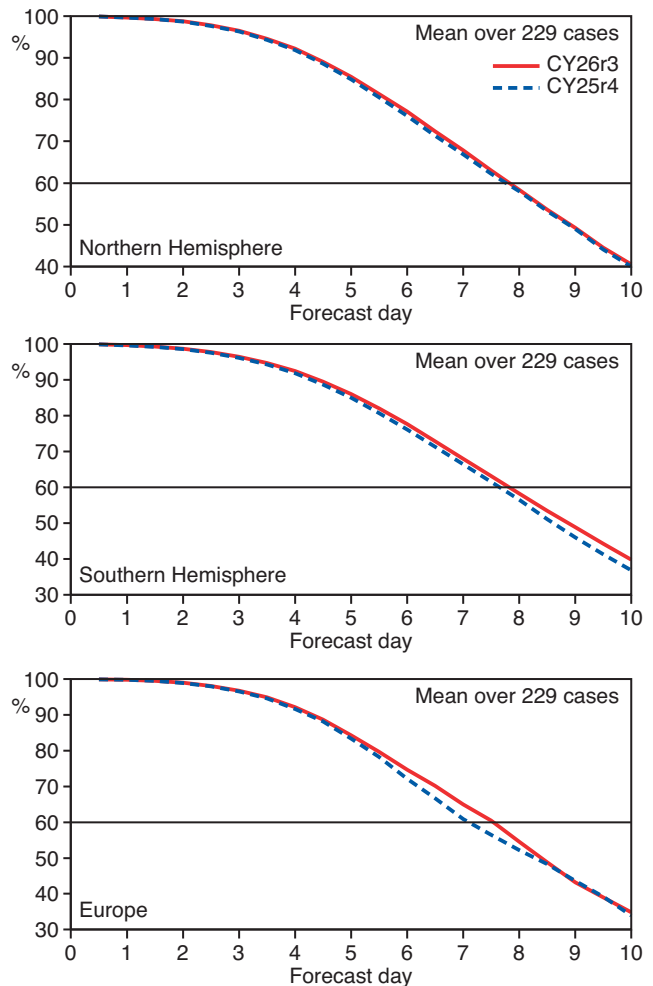 100
%
90
80
70
60
50
40
Mean over 229 cases
CY26r3
CY25r4
Northern Hemisphere
0 1 2 3 4 5 6 7 8 9 10
Forecast day
100
%
90
80
70
60
50
40
30
Mean over 229 cases
Southern Hemisphere
0 1 2 3 4 5 6 7 8 9 10
Forecast day
100
%
90
80
70
60
50
40
30
Mean over 229 cases
Europe
0 1 2 3 4 5 6 7 8 9 10
Forecast day